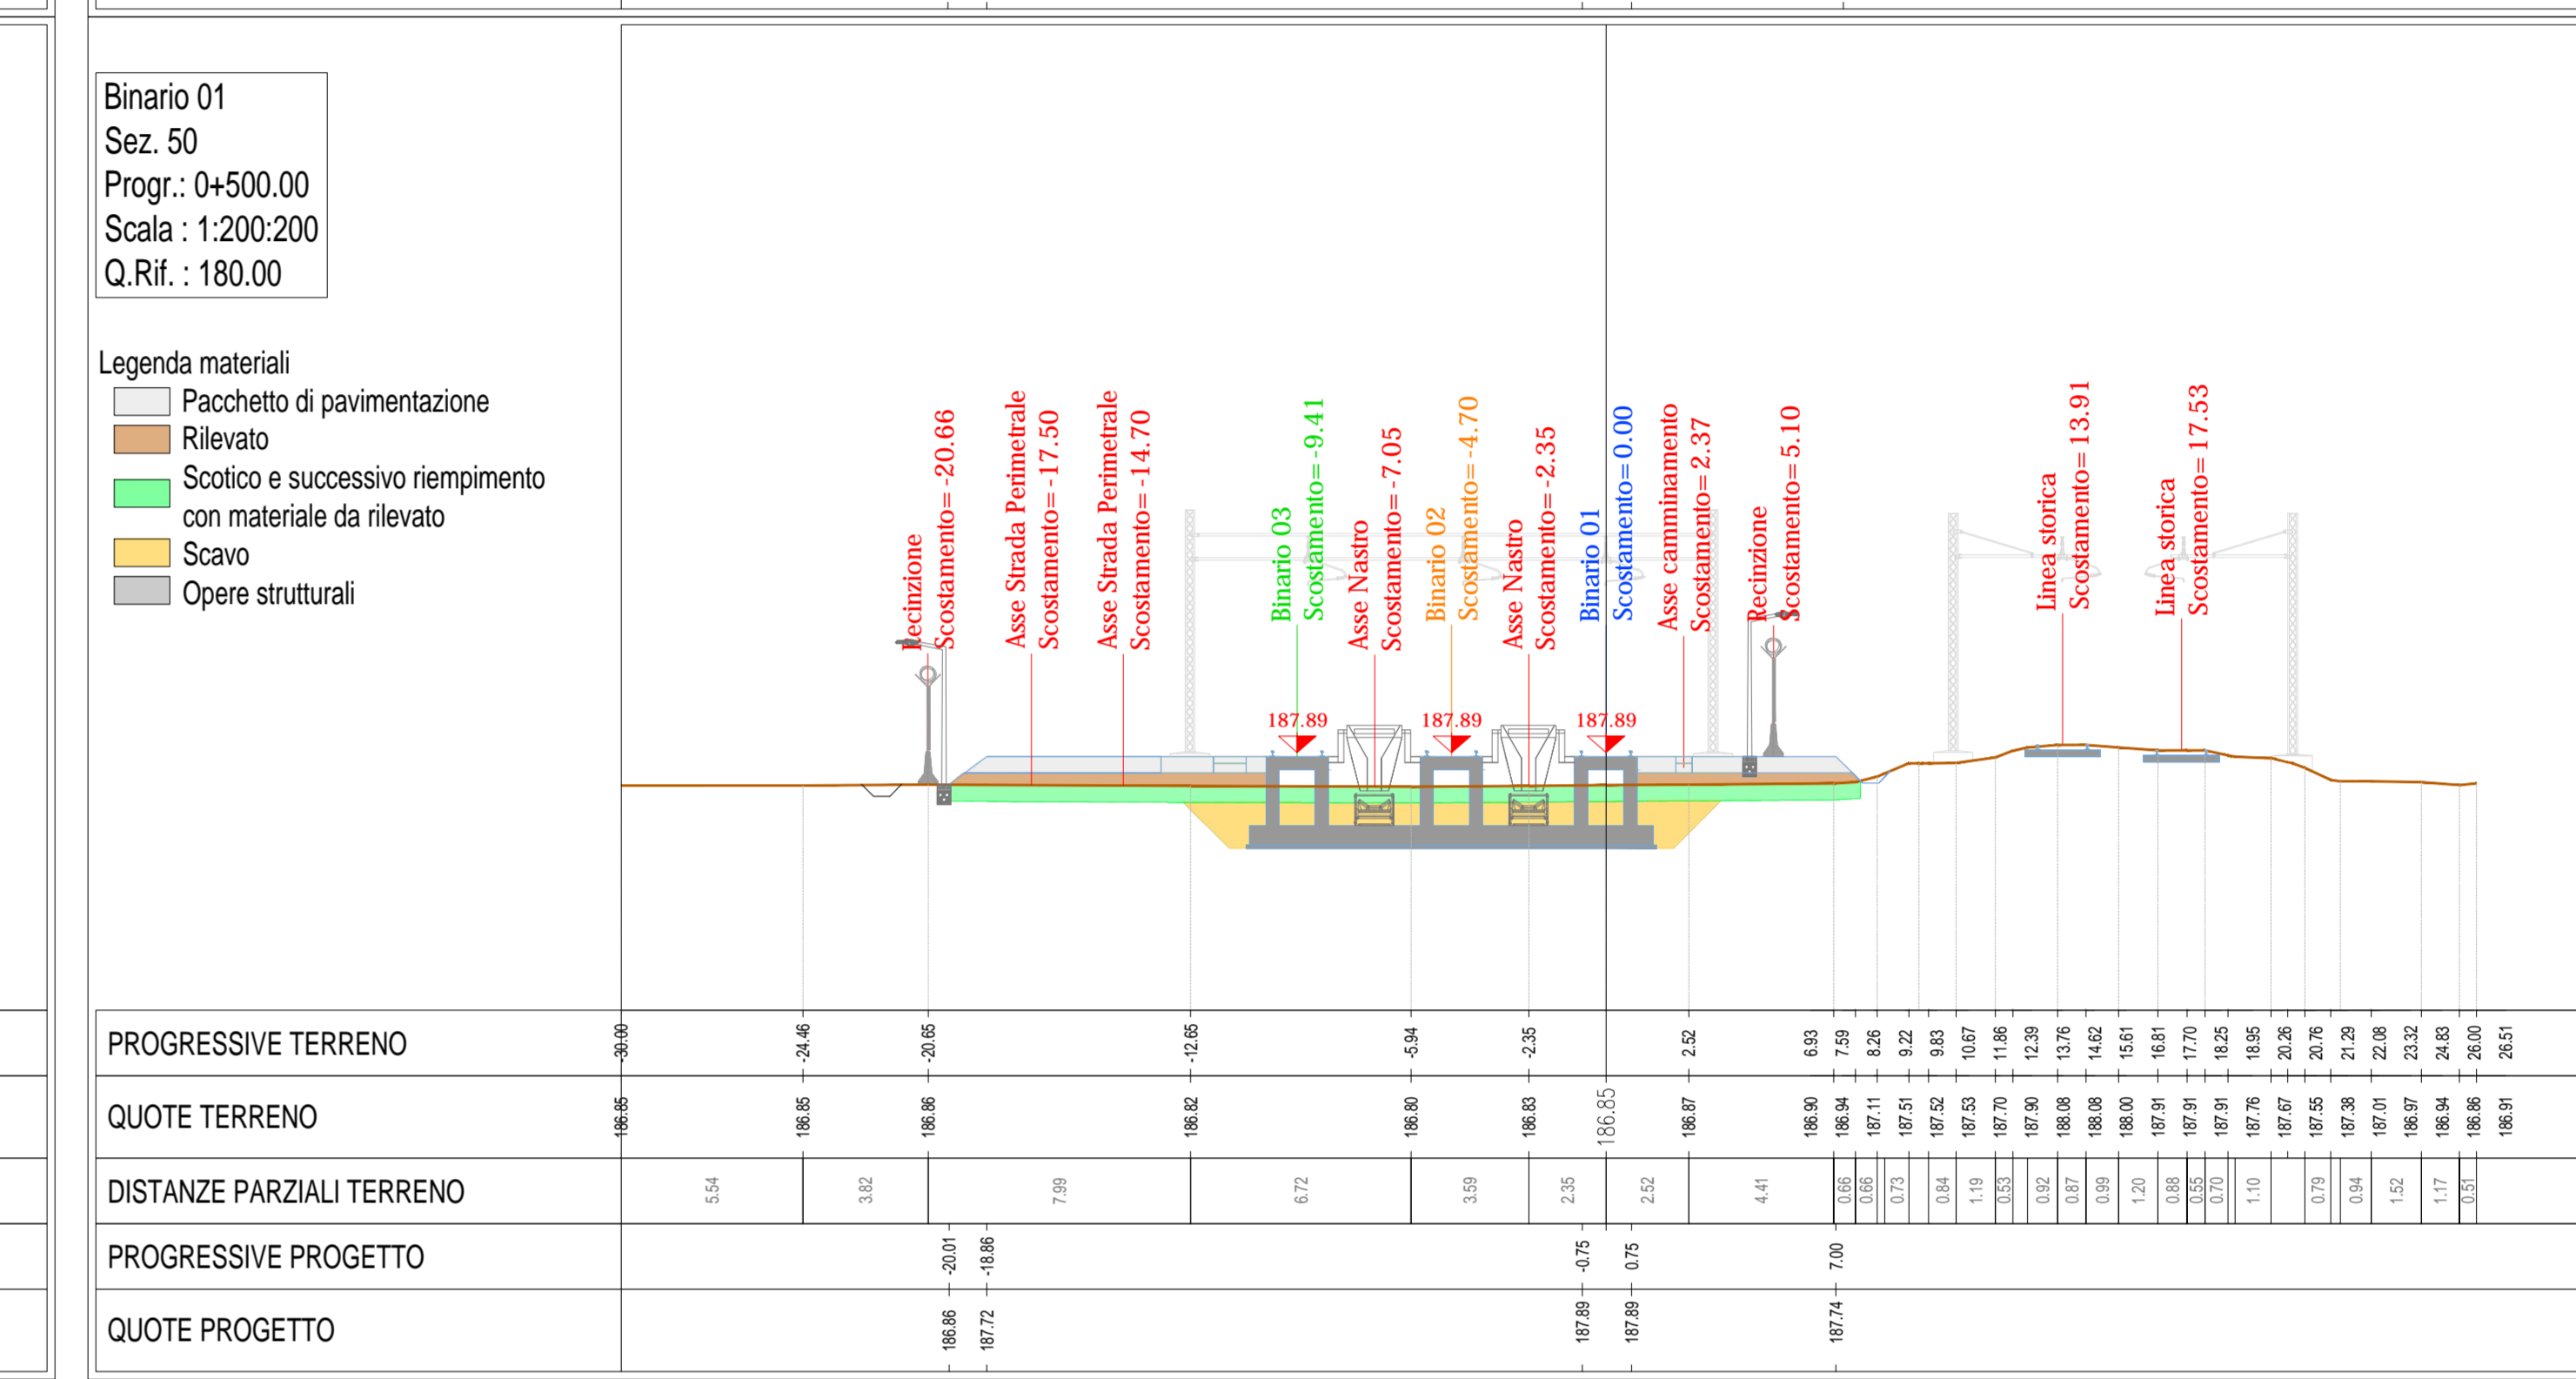 Binario 01
Sez. 50
Progr.: 0+500.00
Scala : 1:200:200
Q.Rif. : 180.00
Legenda materiali
Pacchetto di pavimentazione
Rilevato
Scotico e successivo riempimento
con materiale da rilevato
Scavo
Opere strutturali
Recinzione
Scostamento= -20.66
Asse Strada Perimetrale
Scostamento= -17.50
Asse Strada Perimetrale
Scostamento= -14.70
Binario 03
Scostamento= -9.41
Asse Nastro
Scostamento= -7.05
Binario 02
Scostamento= -4.70
Asse Nastro
Scostamento= -2.35
Binario 01
Scostamento= 0.00
Asse camminamento
Scostamento= 2.37
Recinzione
Scostamento= 5.10
Linea storica
Scostamento= 13.91
Linea storica
Scostamento= 17.53
187.89 187.89 187.89
PROGRESSIVE TERRENO -30.00 -24.46 -20.65 -12.65 -5.94 -2.35 2.52 6.93 7.59 8.26 9.22 9.83 10.67 11.86 12.39 13.76 14.62 15.61 16.81 17.70 18.25 18.95 20.26 20.76 21.29 22.08 23.32 24.83 26.00 26.51
QUOTE TERRENO 186.85 186.85 186.86 186.82 186.80 186.83 186.85 186.87 186.90 186.94 187.11 187.51 187.52 187.53 187.70 187.90 188.08 188.08 188.00 187.91 187.91 187.91 187.76 187.67 187.55 187.38 187.01 186.97 186.94 186.86 186.91
DISTANZE PARZIALI TERRENO 5.54 3.82 7.99 6.72 3.59 2.35 2.52 4.41 0.66 0.66 0.73 0.84 1.19 0.53 0.92 0.87 0.99 1.20 0.88 0.55 0.70 1.10 0.79 0.94 1.52 1.17 0.51
PROGRESSIVE PROGETTO -20.01 -18.86 -0.75 0.75 7.00
QUOTE PROGETTO 186.86 187.72 187.89 187.89 187.74